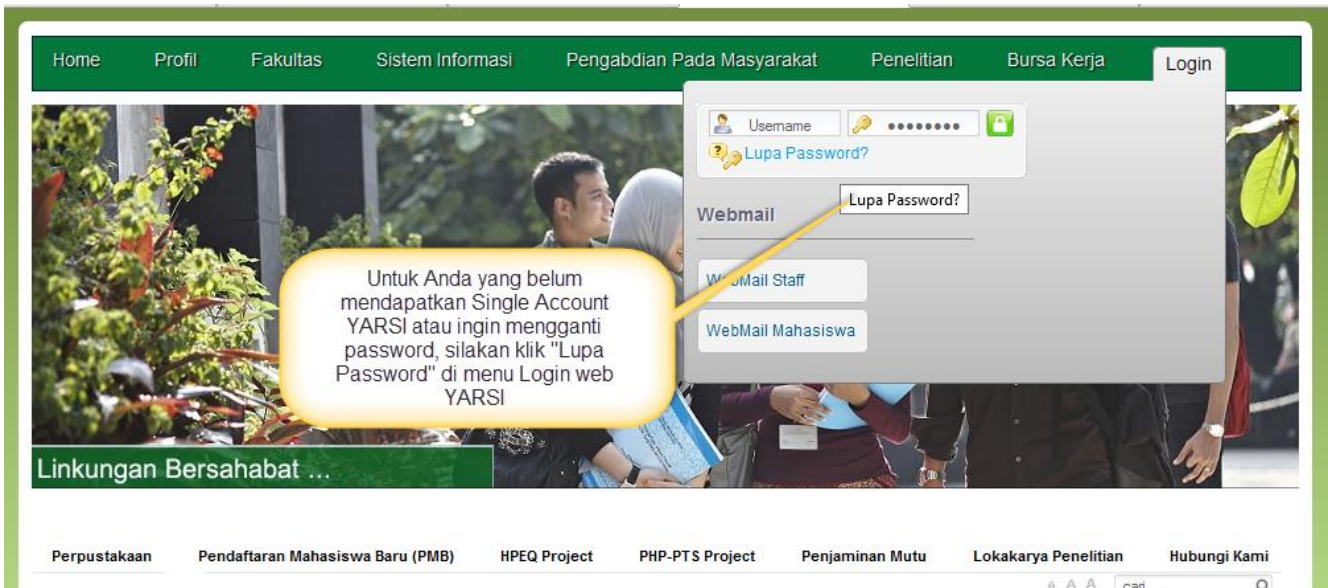 Home Profil Fakultas Sistem Informasi Pengabdian Pada Masyarakat Penelitian Bursa Kerja Login
Username ••••••••
Lupa Password?
Lupa Password?
Webmail
WebMail Staff
WebMail Mahasiswa
Untuk Anda yang belum
mendapatkan Single Account
YARSI atau ingin mengganti
password, silakan klik "Lupa
Password" di menu Login web
YARSI
Linkungan Bersahabat ...
Perpustakaan Pendaftaran Mahasiswa Baru (PMB) HPEQ Project PHP-PTS Project Penjaminan Mutu Lokakarya Penelitian Hubungi Kami
A A A cari